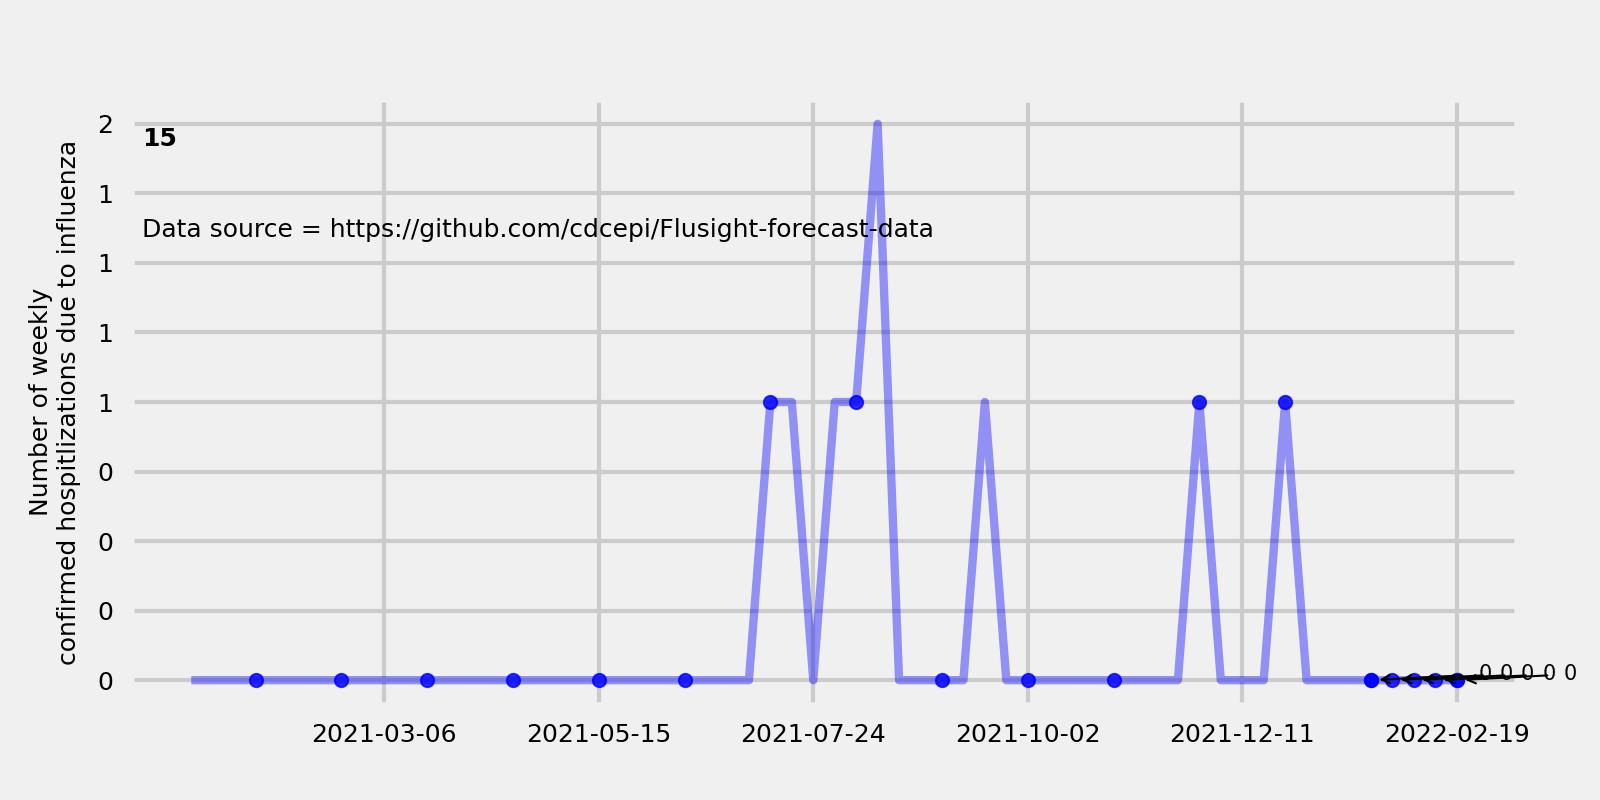 15
Data source = https://github.com/cdcepi/Flusight-forecast-data
Number of weekly
confirmed hospitlizations due to influenza
2
1
1
1
1
0
0
0
0
0 0 0 0 0
2021-03-06 2021-05-15 2021-07-24 2021-10-02 2021-12-11 2022-02-19